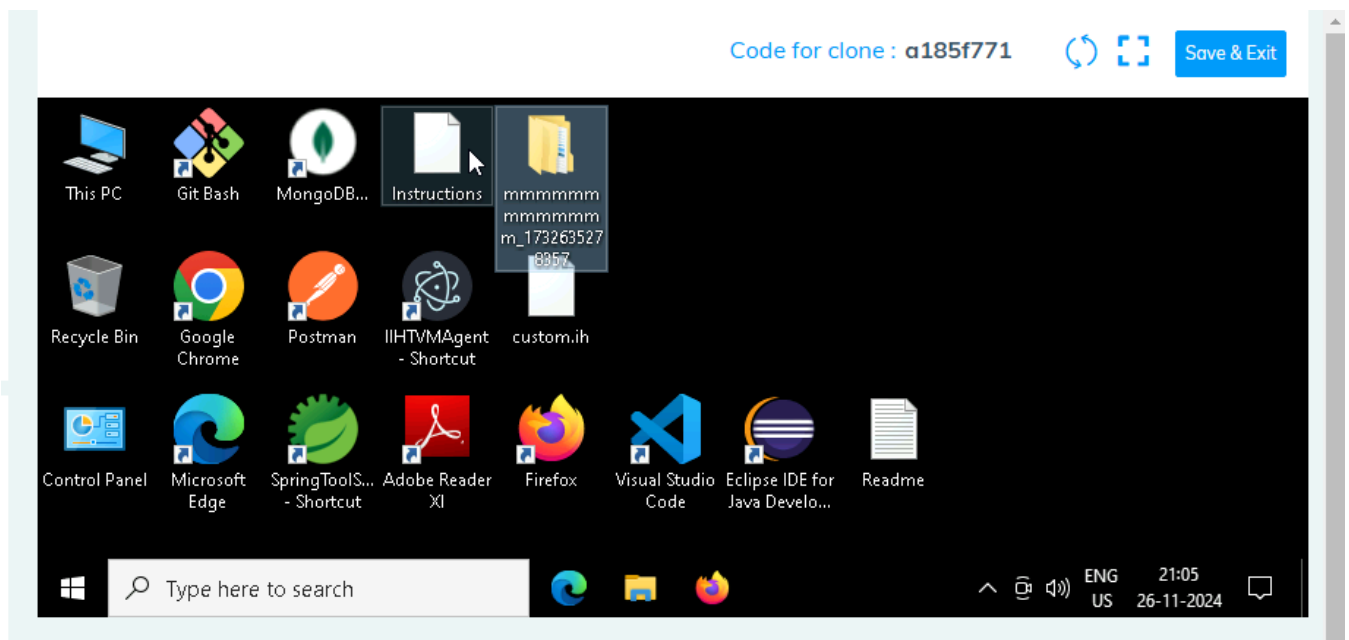 Code for clone : a185f771
Save & Exit
This PC
Git Bash
MongoDB...
Instructions
mmmmmm
mmmmmm
m_173263527
8357
Recycle Bin
Google
Chrome
Postman
IIHTVMAgent
- Shortcut
custom.ih
Control Panel
Microsoft
Edge
SpringToolS...
- Shortcut
Adobe Reader
XI
Firefox
Visual Studio
Code
Eclipse IDE for
Java Develo...
Readme
Type here to search
ENG
US
21:05
26-11-2024